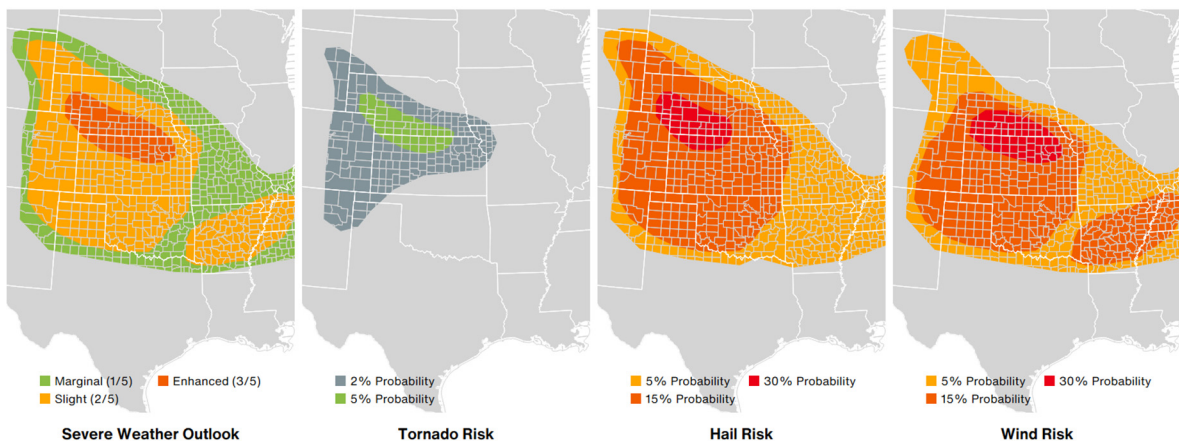 Marginal (1/5) Enhanced (3/5)
Slight (2/5)
Severe Weather Outlook
2% Probability
5% Probability
Tornado Risk
5% Probability 30% Probability
15% Probability
Hail Risk
5% Probability 30% Probability
15% Probability
Wind Risk